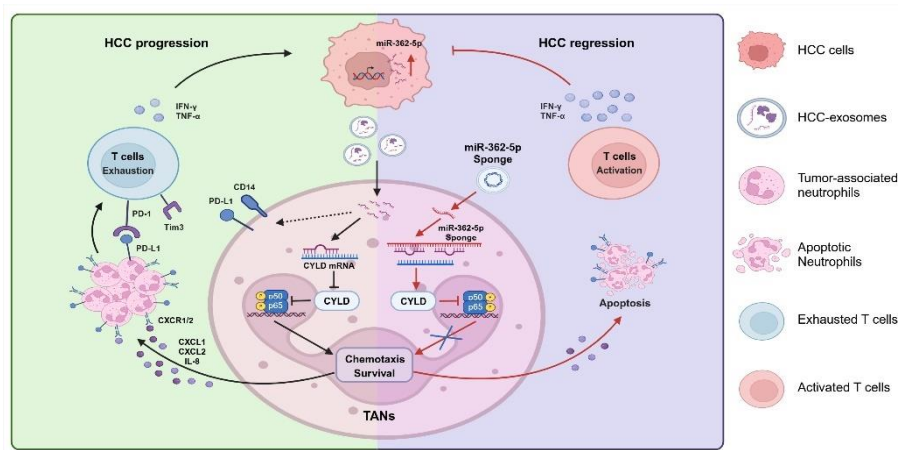 HCC progression
miR-362-5p
HCC regression
IFN-γ
TNF-α
T cells
Exhaustion
PD-1
Tim3
PD-L1
CXCR1/2
CXCL1
CXCL2
IL-8
CD14
PD-L1
CYLD mRNA
CYLD
p50
p65
miR-362-5p
Sponge
miR-362-5p
Sponge
CYLD
p50
p65
Chemotaxis
Survival
TANs
IFN-γ
TNF-α
T cells
Activation
Apoptosis
HCC cells
HCC-exosomes
Tumor-associated
neutrophils
Apoptotic
Neutrophils
Exhausted T cells
Activated T cells